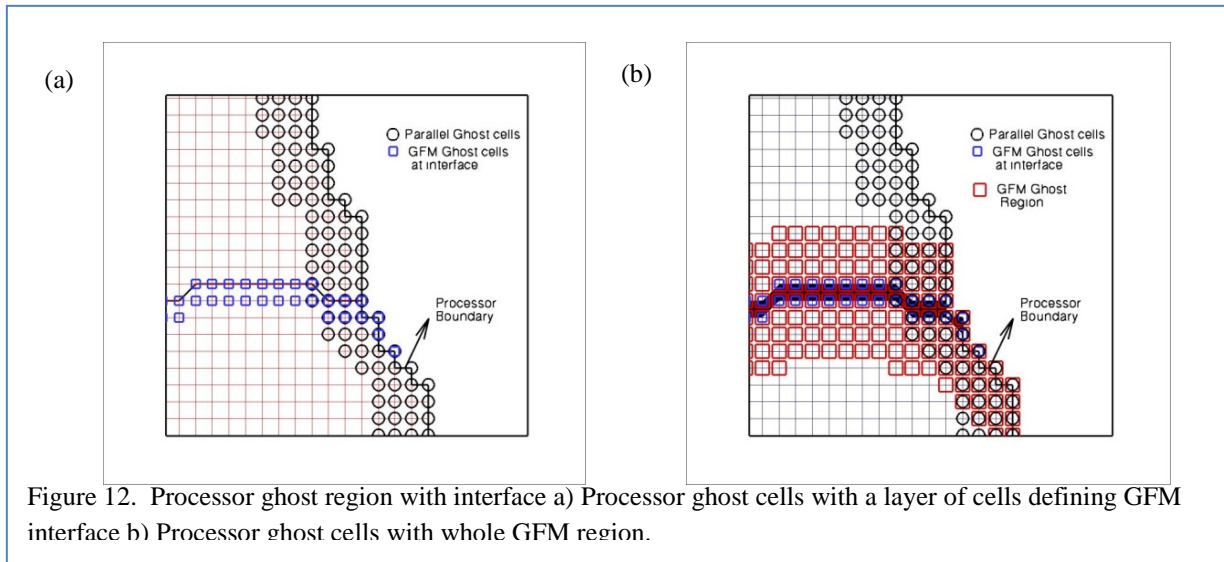 (a)
Parallel Ghost cells
GFM Ghost cells
at interface
Processor
Boundary
(b)
Parallel Ghost cells
GFM Ghost cells
at interface
GFM Ghost
Region
Processor
Boundary
Figure 12. Processor ghost region with interface a) Processor ghost cells with a layer of cells defining GFM
interface b) Processor ghost cells with whole GFM region.